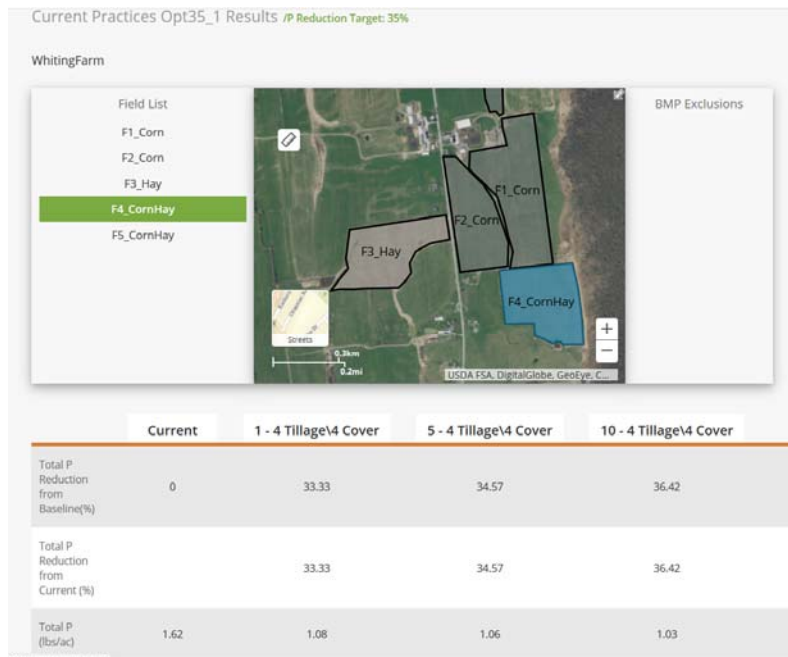 Current Practices Opt35_1 Results /P Reduction Target: 35%
WhitingFarm
Field List
F1_Corn
F2_Corn
F3_Hay
F4_CornHay
F5_CornHay
F1_Corn
F2_Corn
F3_Hay
F4_CornHay
Streets
0.3km
0.2mi
+
−
USDA FSA, DigitalGlobe, GeoEye, C...
BMP Exclusions
Current 1 - 4 Tillage\4 Cover 5 - 4 Tillage\4 Cover 10 - 4 Tillage\4 Cover
Total P
Reduction
from
Baseline(%)
0 33.33 34.57 36.42
Total P
Reduction
from
Current (%)
33.33 34.57 36.42
Total P
(lbs/ac)
1.62 1.08 1.06 1.03